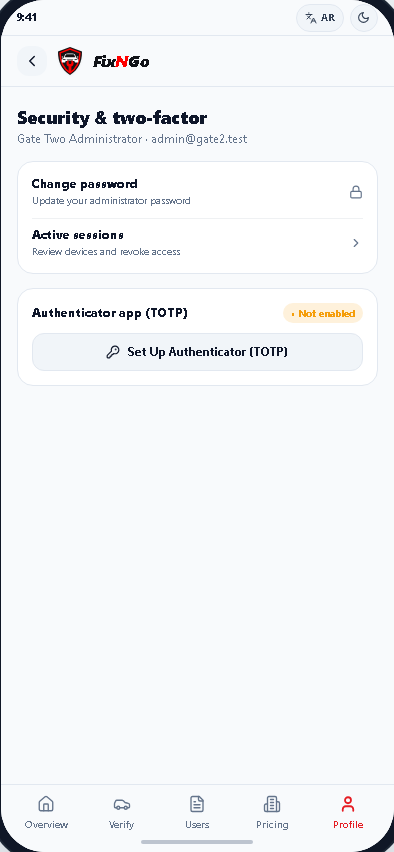 9:41
AR
FixNGo
Security & two-factor
Gate Two Administrator · admin@gate2.test
Change password
Update your administrator password
Active sessions
Review devices and revoke access
Authenticator app (TOTP)
• Not enabled
Set Up Authenticator (TOTP)
Overview
Verify
Users
Pricing
Profile